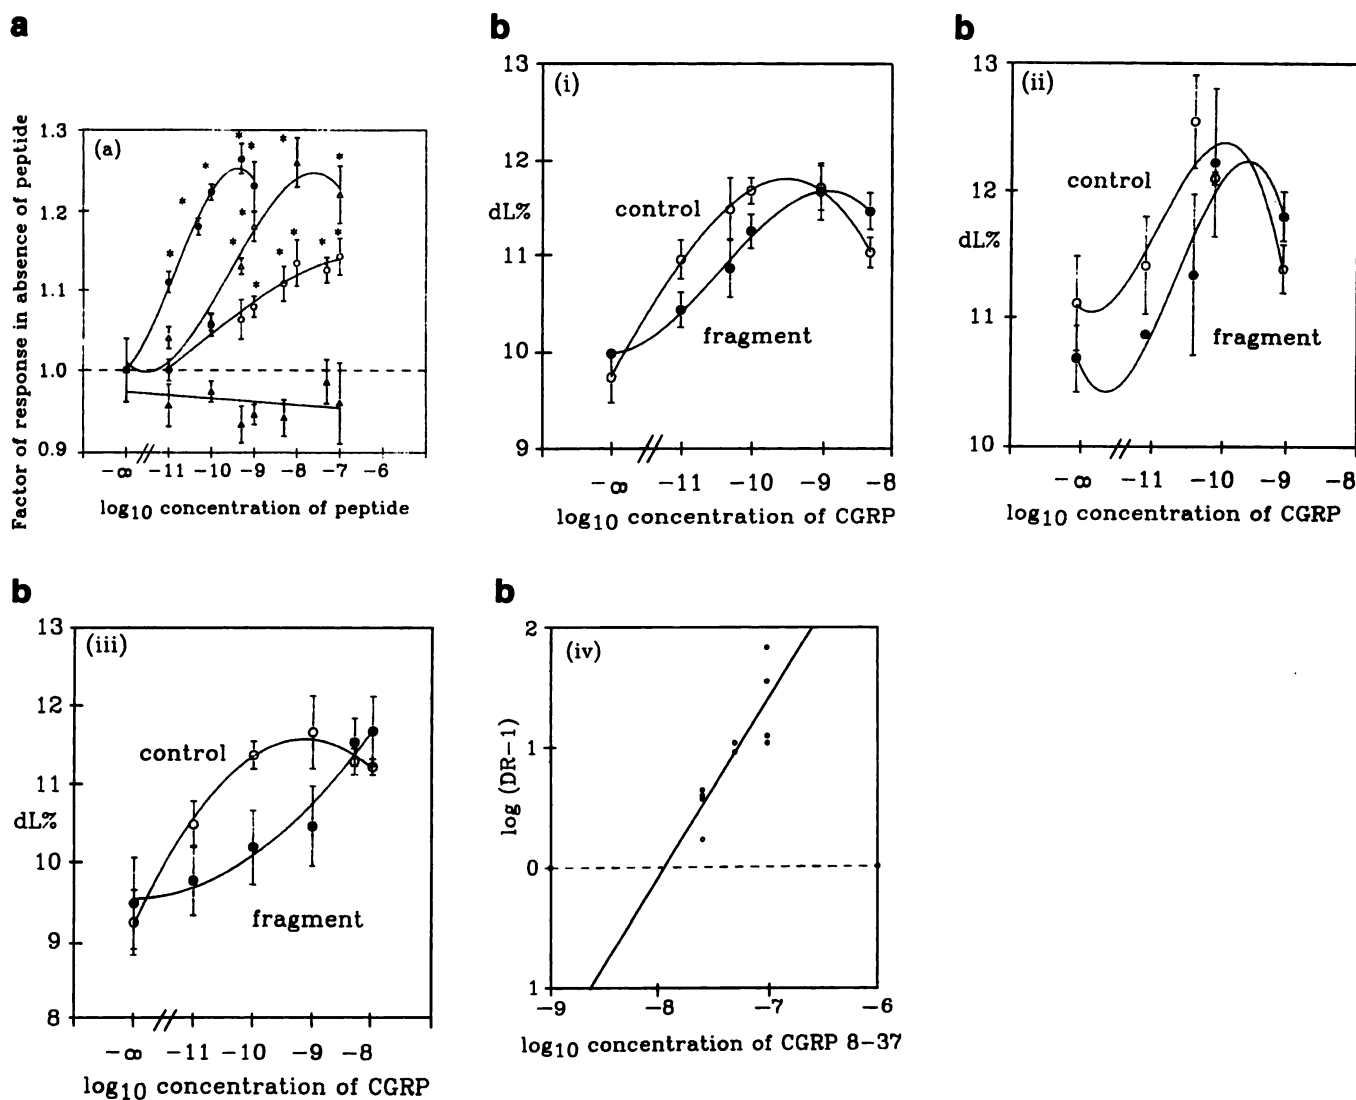 a
Factor of response in absence of peptide
(a)
1.3
1.2
1.1
1.0
0.9
* * * * * * * * * * * * * *
−∞ −11 −10 −9 −8 −7 −6
log10 concentration of peptide
b
(i)
13
12
dL%
11
10
9
control
fragment
−∞ −11 −10 −9 −8
log10 concentration of CGRP
b
(ii)
13
12
dL%
11
10
control
fragment
−∞ −11 −10 −9 −8
log10 concentration of CGRP
b
(iii)
13
12
11
dL%
10
9
8
control
fragment
−∞ −11 −10 −9 −8
log10 concentration of CGRP
b
(iv)
log (DR−1)
2
1
0
1
−9 −8 −7 −6
log10 concentration of CGRP 8−37